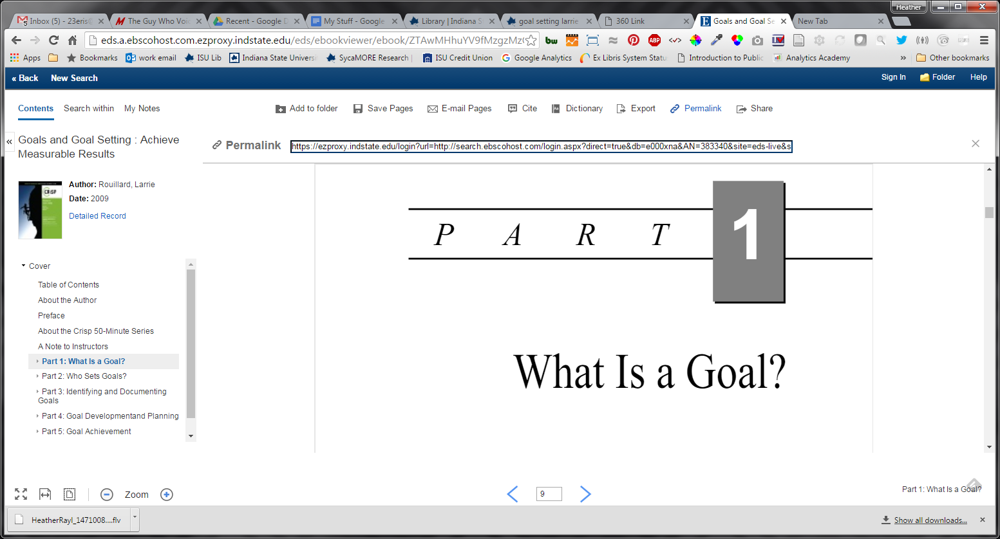 Heather
Inbox (5) - 23eris@
The Guy Who Voic
Recent - Google D
My Stuff - Google
Library | Indiana S
goal setting larrie
360 Link
Goals and Goal Se
New Tab
eds.a.ebscohost.com.ezproxy.indstate.edu/eds/ebookviewer/ebook/ZTAwMHhuYV9fMzgzMz
bw
ABP
Apps
Bookmarks
work email
ISU Lib
Indiana State Universi
SycaMORE Research |
ISU Credit Union
Google Analytics
Ex Libris System Statu
Introduction to Public
Analytics Academy
»
Other bookmarks
« Back New Search
Sign In Folder Help
Contents Search within My Notes
Add to folder Save Pages E-mail Pages Cite Dictionary Export Permalink Share
«
Goals and Goal Setting : Achieve
Measurable Results
Permalink https://ezproxy.indstate.edu/login?url=http://search.ebscohost.com/login.aspx?direct=true&db=e000xna&AN=383340&site=eds-live&s
Author: Rouillard, Larrie
Date: 2009
Detailed Record
Cover
Table of Contents
About the Author
Preface
About the Crisp 50-Minute Series
A Note to Instructors
Part 1: What Is a Goal?
Part 2: Who Sets Goals?
Part 3: Identifying and Documenting
Goals
Part 4: Goal Developmentand Planning
Part 5: Goal Achievement
PART 1
What Is a Goal?
Zoom
9
Part 1: What Is a Goal?
HeatherRayl_1471008....flv
Show all downloads...